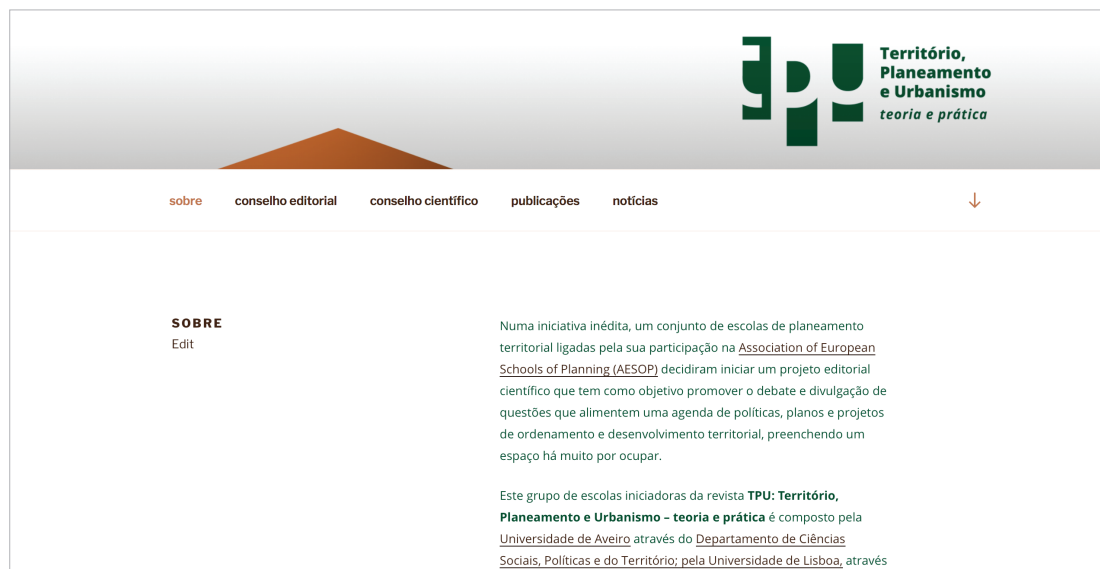 TPU
Território,
Planeamento
e Urbanismo
teoria e prática
sobre conselho editorial conselho científico publicações notícias
SOBRE
Edit
Numa iniciativa inédita, um conjunto de escolas de planeamento
territorial ligadas pela sua participação na Association of European
Schools of Planning (AESOP) decidiram iniciar um projeto editorial
científico que tem como objetivo promover o debate e divulgação de
questões que alimentem uma agenda de políticas, planos e projetos
de ordenamento e desenvolvimento territorial, preenchendo um
espaço há muito por ocupar.
Este grupo de escolas iniciadoras da revista TPU: Território,
Planeamento e Urbanismo – teoria e prática é composto pela
Universidade de Aveiro através do Departamento de Ciências
Sociais, Políticas e do Território; pela Universidade de Lisboa, através